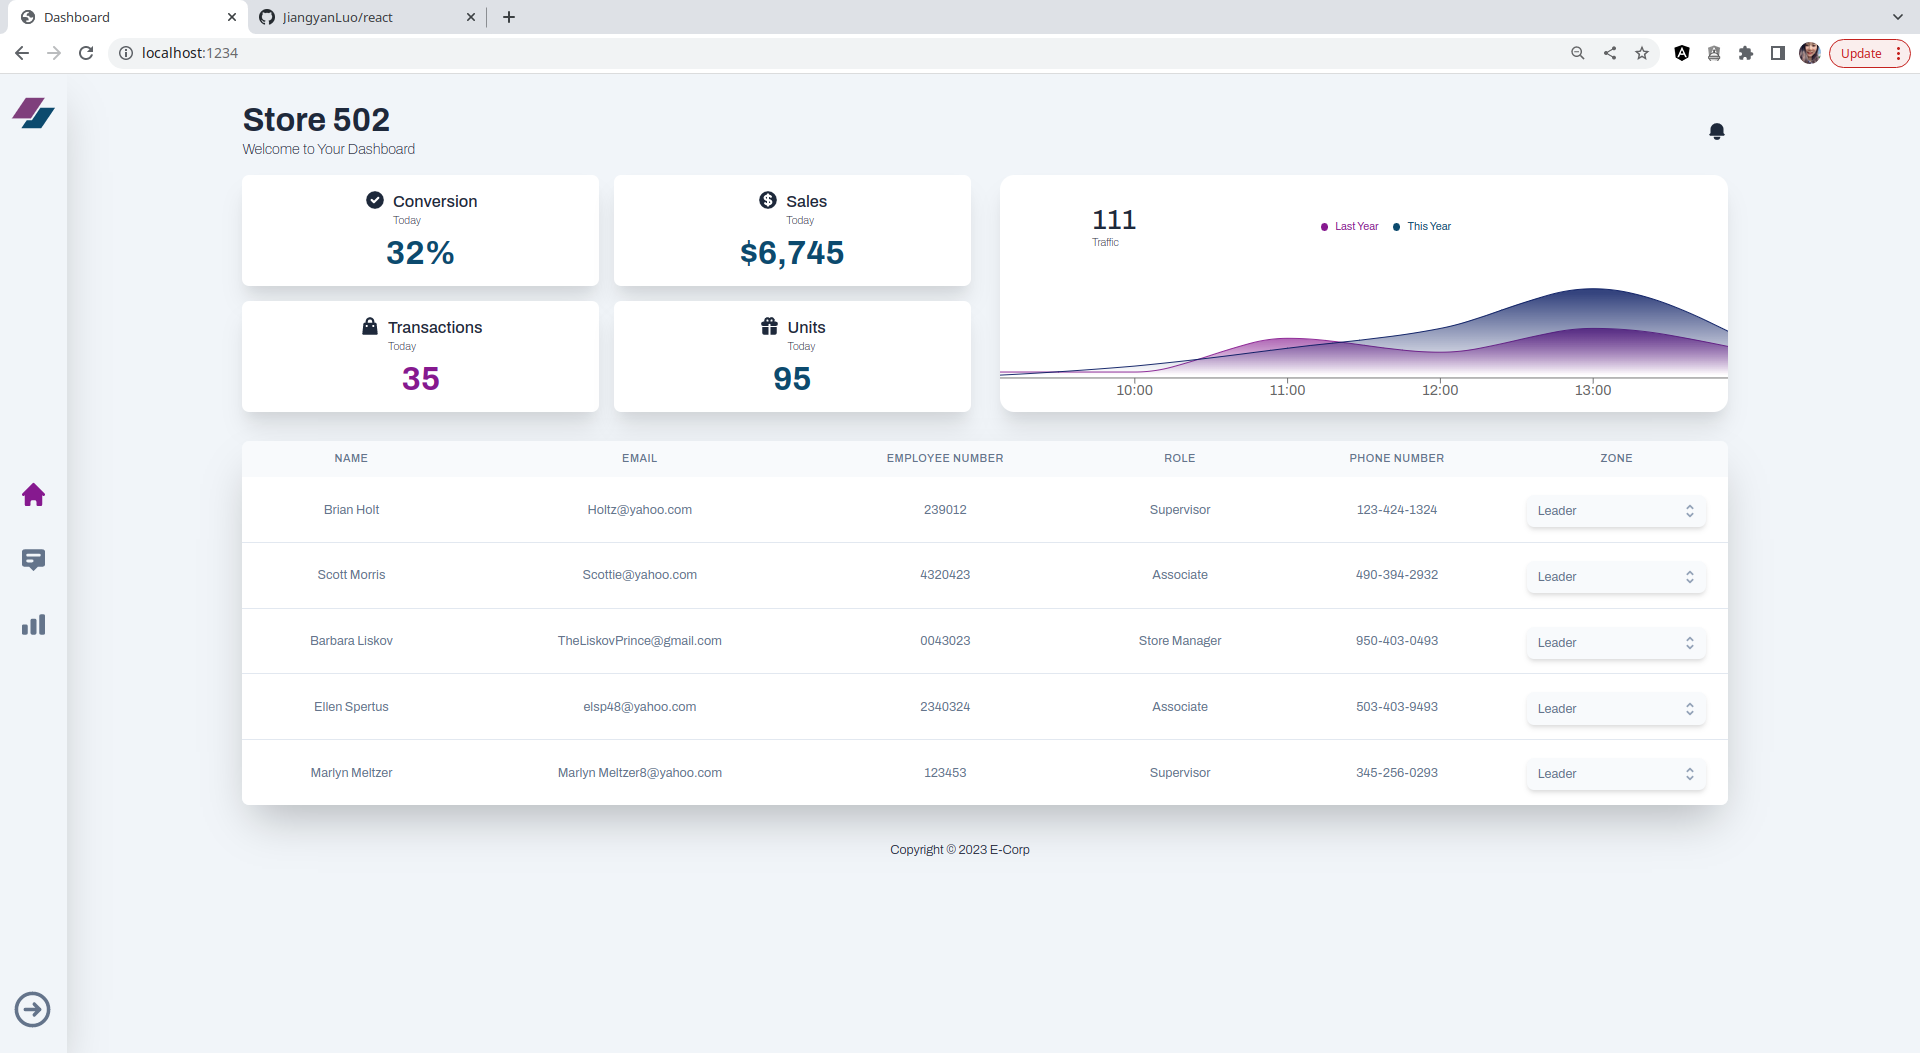 Dashboard
JiangyanLuo/react
localhost:1234
Update
Store 502
Welcome to Your Dashboard
Conversion
Today
32%
Sales
Today
$6,745
Transactions
Today
35
Units
Today
95
111
Traffic
Last Year
This Year
10:00 11:00 12:00 13:00
NAME EMAIL EMPLOYEE NUMBER ROLE PHONE NUMBER ZONE
Brian Holt Holtz@yahoo.com 239012 Supervisor 123-424-1324 Leader
Scott Morris Scottie@yahoo.com 4320423 Associate 490-394-2932 Leader
Barbara Liskov TheLiskovPrince@gmail.com 0043023 Store Manager 950-403-0493 Leader
Ellen Spertus elsp48@yahoo.com 2340324 Associate 503-403-9493 Leader
Marlyn Meltzer Marlyn Meltzer8@yahoo.com 123453 Supervisor 345-256-0293 Leader
Copyright © 2023 E-Corp